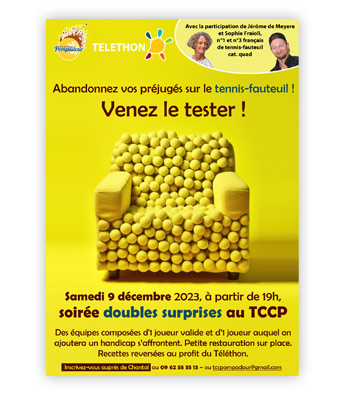 Pompadour
TELETHON
Avec la participation de Jérôme de Meyere
et Sophie Fraioli,
n°1 et n°3 français
de tennis-fauteuil
cat. quad
Abandonnez vos préjugés sur le tennis-fauteuil !
Venez le tester !
Samedi 9 décembre 2023, à partir de 19h,
soirée doubles surprises au TCCP
Des équipes composées d'1 joueur valide et d'1 joueur auquel on
ajoutera un handicap s'affrontent. Petite restauration sur place.
Recettes reversées au profit du Téléthon.
Inscrivez-vous auprès de Chantal au 09 62 58 35 13 – ou tccpompadour@gmail.com